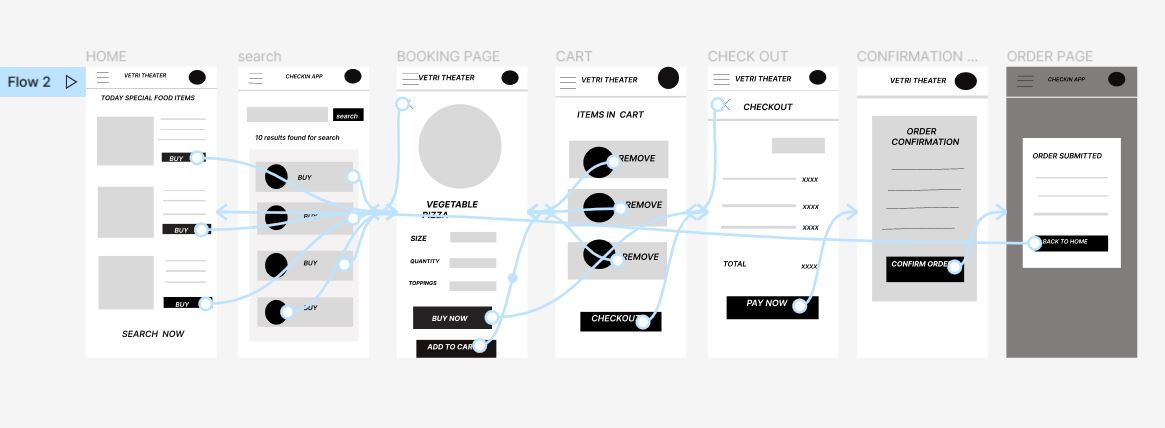 Flow 2
HOME
VETRI THEATER
TODAY SPECIAL FOOD ITEMS
BUY
BUY
BUY
SEARCH NOW
search
CHECKIN APP
search
10 results found for search
BUY
BUY
BUY
BUY
BOOKING PAGE
VETRI THEATER
VEGETABLE
PIZZA
SIZE
QUANTITY
TOPPINGS
BUY NOW
ADD TO CART
CART
VETRI THEATER
ITEMS IN CART
REMOVE
REMOVE
REMOVE
CHECKOUT
CHECK OUT
VETRI THEATER
CHECKOUT
XXXX
XXXX
XXXX
TOTAL
XXXX
PAY NOW
CONFIRMATION ...
VETRI THEATER
ORDER
CONFIRMATION
CONFIRM ORDER
ORDER PAGE
CHECKIN APP
ORDER SUBMITTED
BACK TO HOME